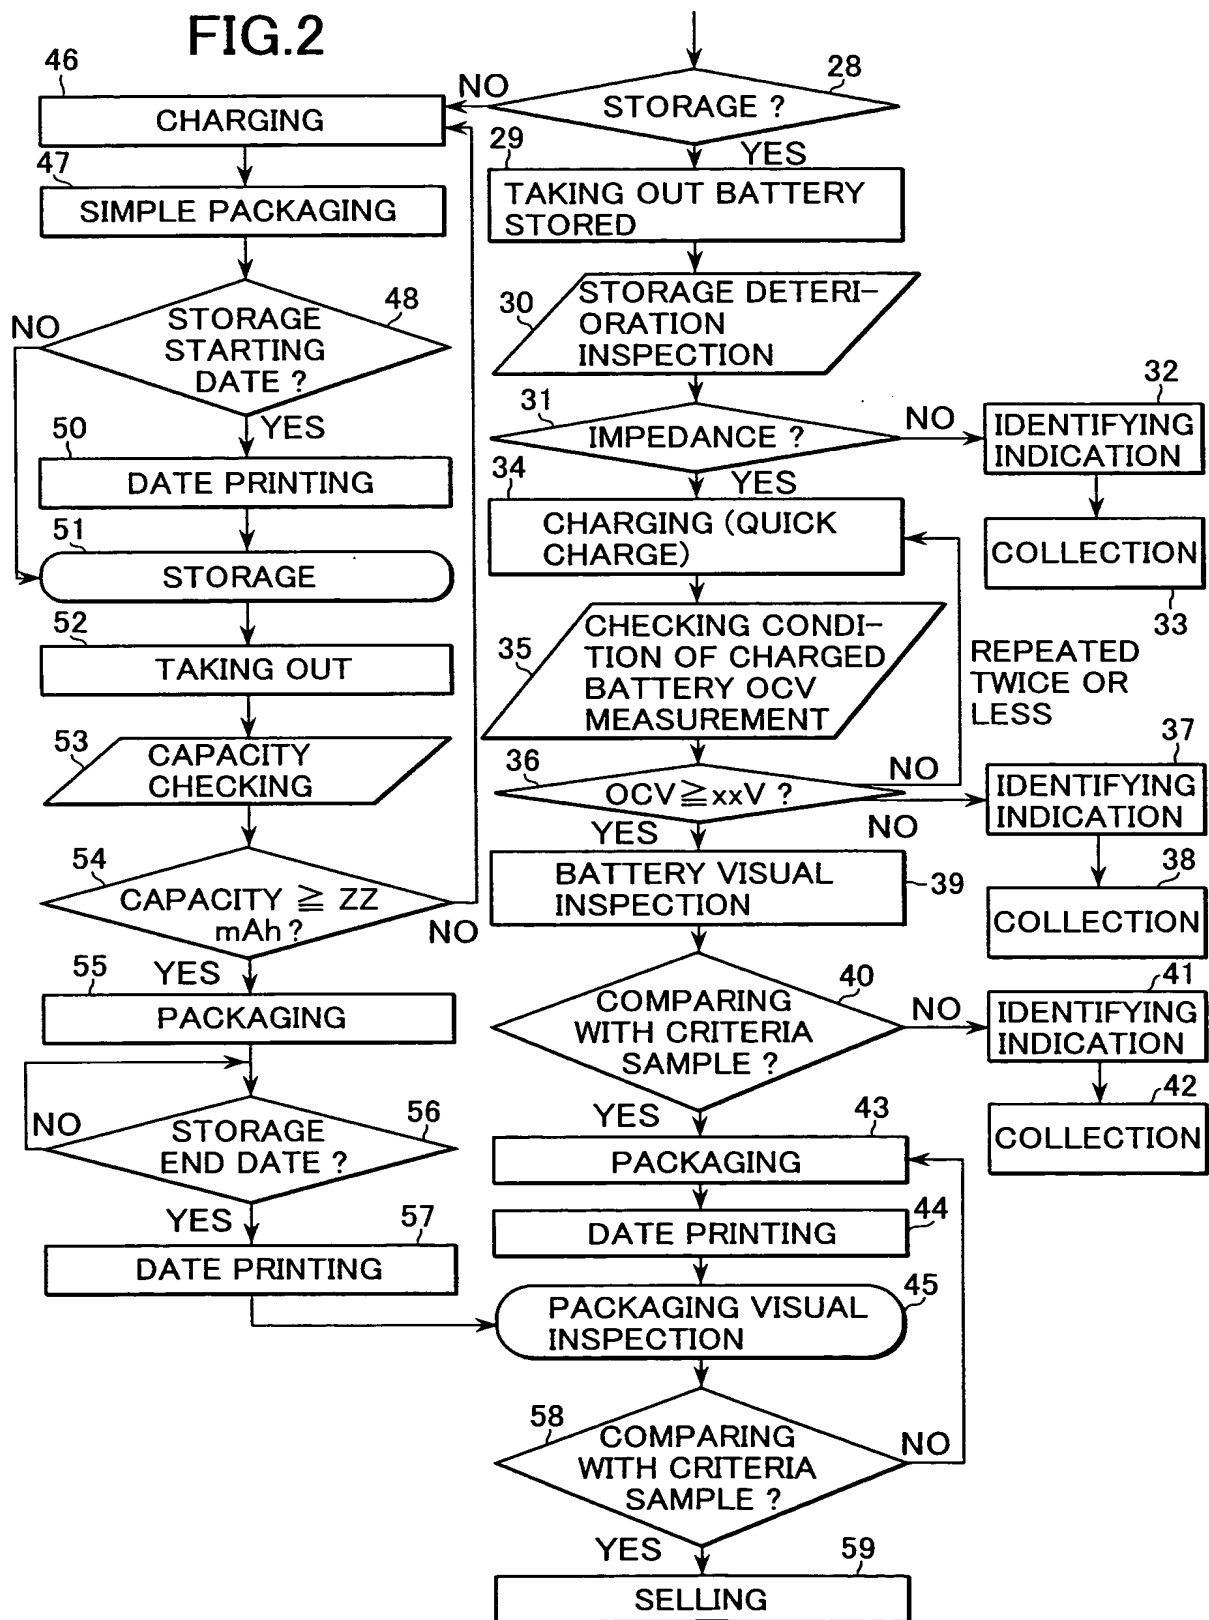 FIG.2
46
CHARGING
NO
28
STORAGE ?
YES
29
TAKING OUT BATTERY
STORED
47
SIMPLE PACKAGING
30
STORAGE DETERI-
ORATION
INSPECTION
48
STORAGE
STARTING
DATE ?
NO
YES
31
IMPEDANCE ?
NO
YES
32
IDENTIFYING
INDICATION
COLLECTION
33
50
DATE PRINTING
34
CHARGING (QUICK
CHARGE)
51
STORAGE
52
TAKING OUT
35
CHECKING CONDI-
TION OF CHARGED
BATTERY OCV
MEASUREMENT
REPEATED
TWICE OR
LESS
53
CAPACITY
CHECKING
36
OCV≧xxV ?
NO
NO
YES
37
IDENTIFYING
INDICATION
38
COLLECTION
54
CAPACITY ≧ ZZ
mAh?
NO
YES
BATTERY VISUAL
INSPECTION
39
55
PACKAGING
40
COMPARING
WITH CRITERIA
SAMPLE ?
NO
YES
41
IDENTIFYING
INDICATION
42
COLLECTION
56
STORAGE
END DATE ?
NO
YES
43
PACKAGING
57
DATE PRINTING
44
DATE PRINTING
45
PACKAGING VISUAL
INSPECTION
58
COMPARING
WITH CRITERIA
SAMPLE ?
NO
YES
59
SELLING